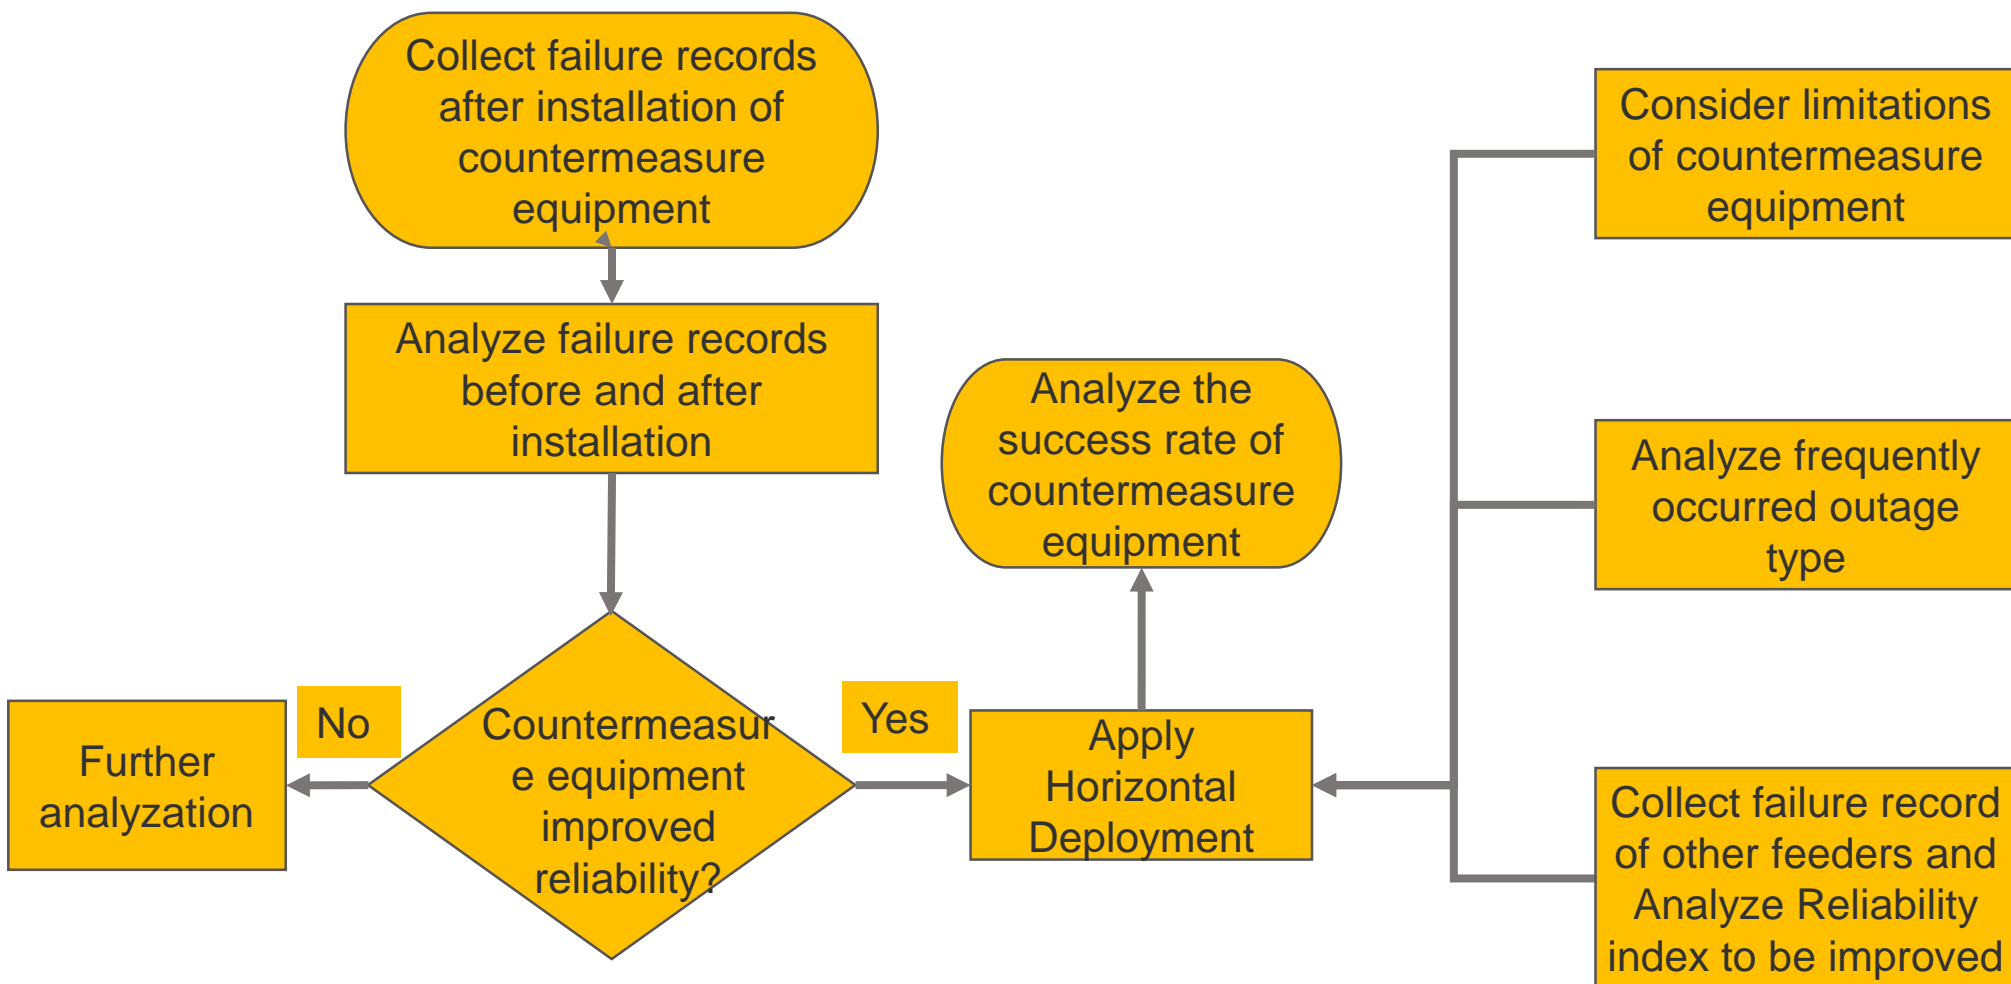 Collect failure records
after installation of
countermeasure
equipment
Analyze failure records
before and after
installation
Countermeasur
e equipment
improved
reliability?
No
Further
analyzation
Yes
Apply
Horizontal
Deployment
Analyze the
success rate of
countermeasure
equipment
Consider limitations
of countermeasure
equipment
Analyze frequently
occurred outage
type
Collect failure record
of other feeders and
Analyze Reliability
index to be improved